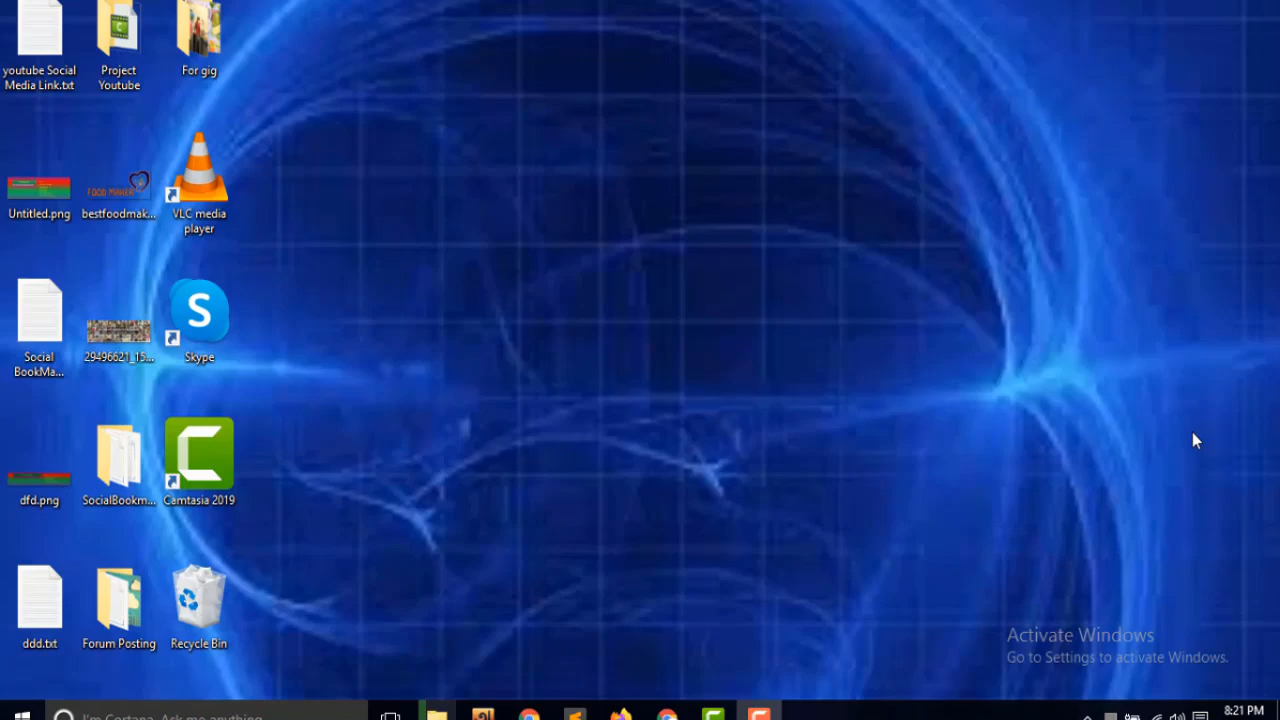 youtube Social
Media Link.txt
Project
Youtube
For gig
Untitled.png
FOOD MAKER
bestfoodmak...
VLC media
player
Social
BookMa...
29496621_15...
S
Skype
dfd.png
SocialBookm...
C
Camtasia 2019
ddd.txt
Forum Posting
Recycle Bin
Activate Windows
Go to Settings to activate Windows.
I'm Cortana. Ask me anything.
8:21 PM